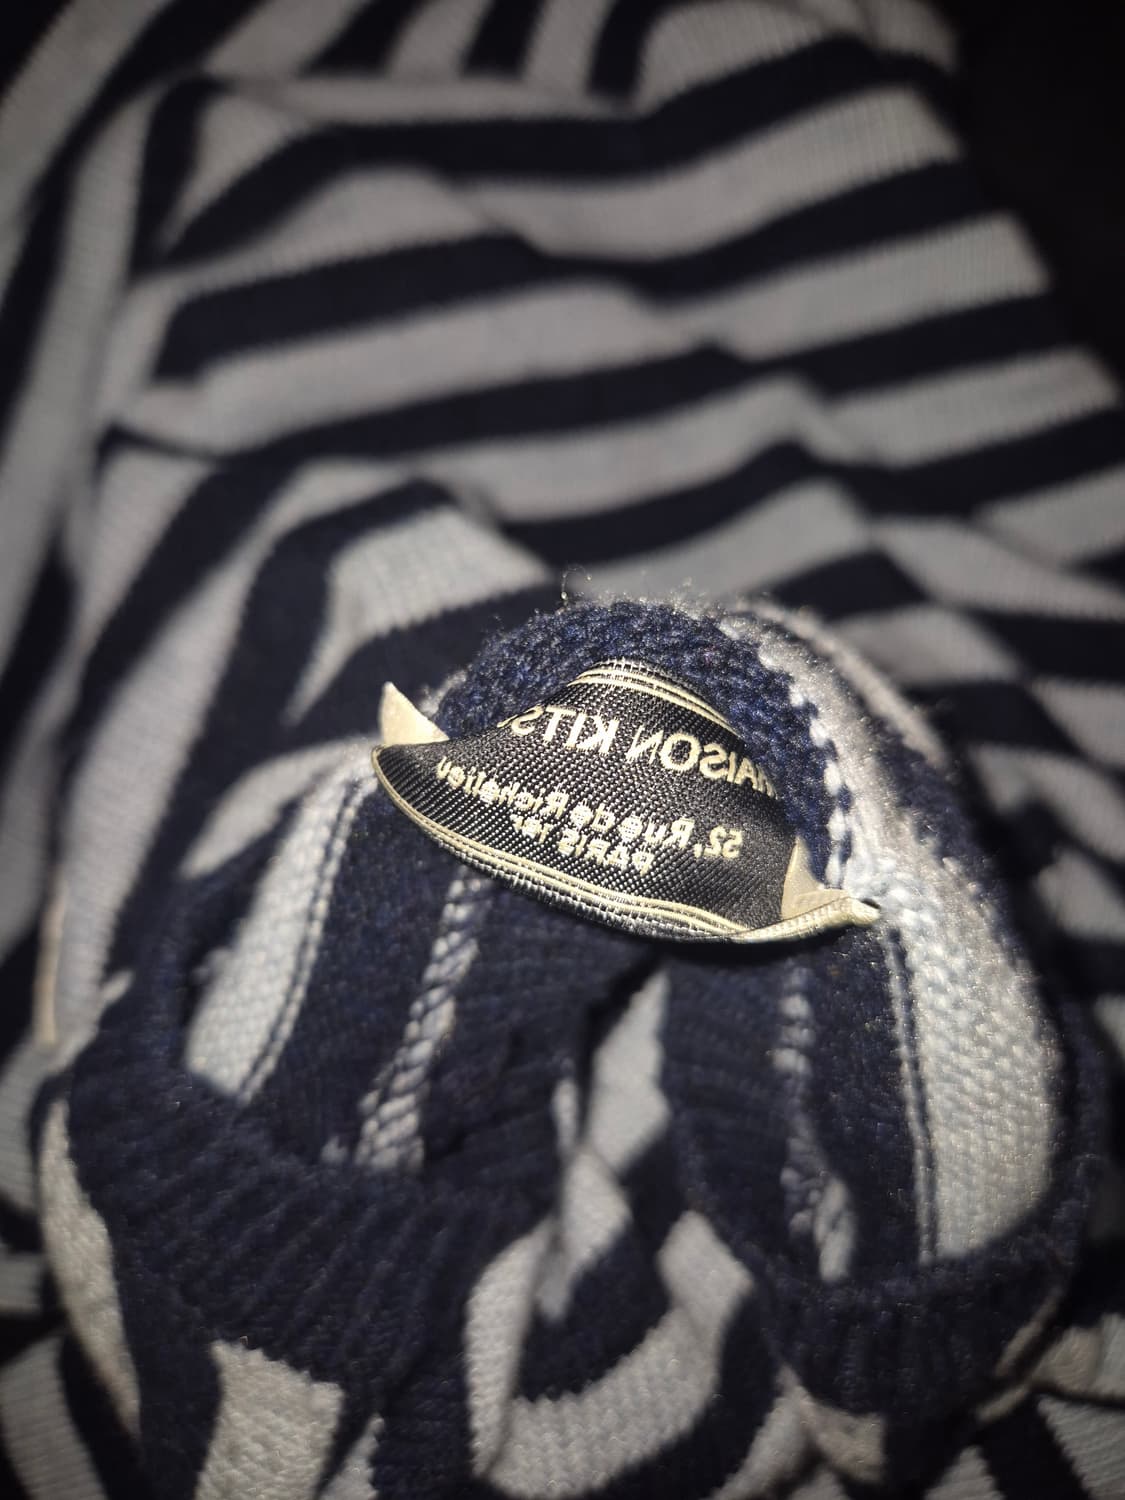 AISON KITS
52, Rue de Richelieu
PARIS 1er